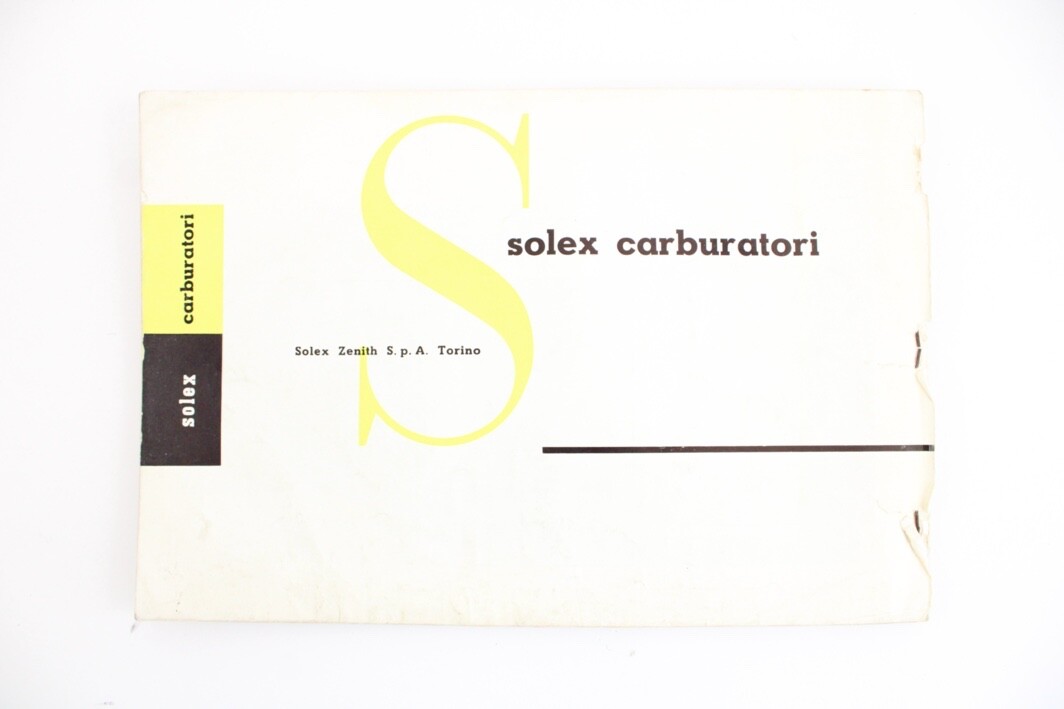 S
solex carburatori
Solex Zenith S. p. A. Torino
carburatori
solex